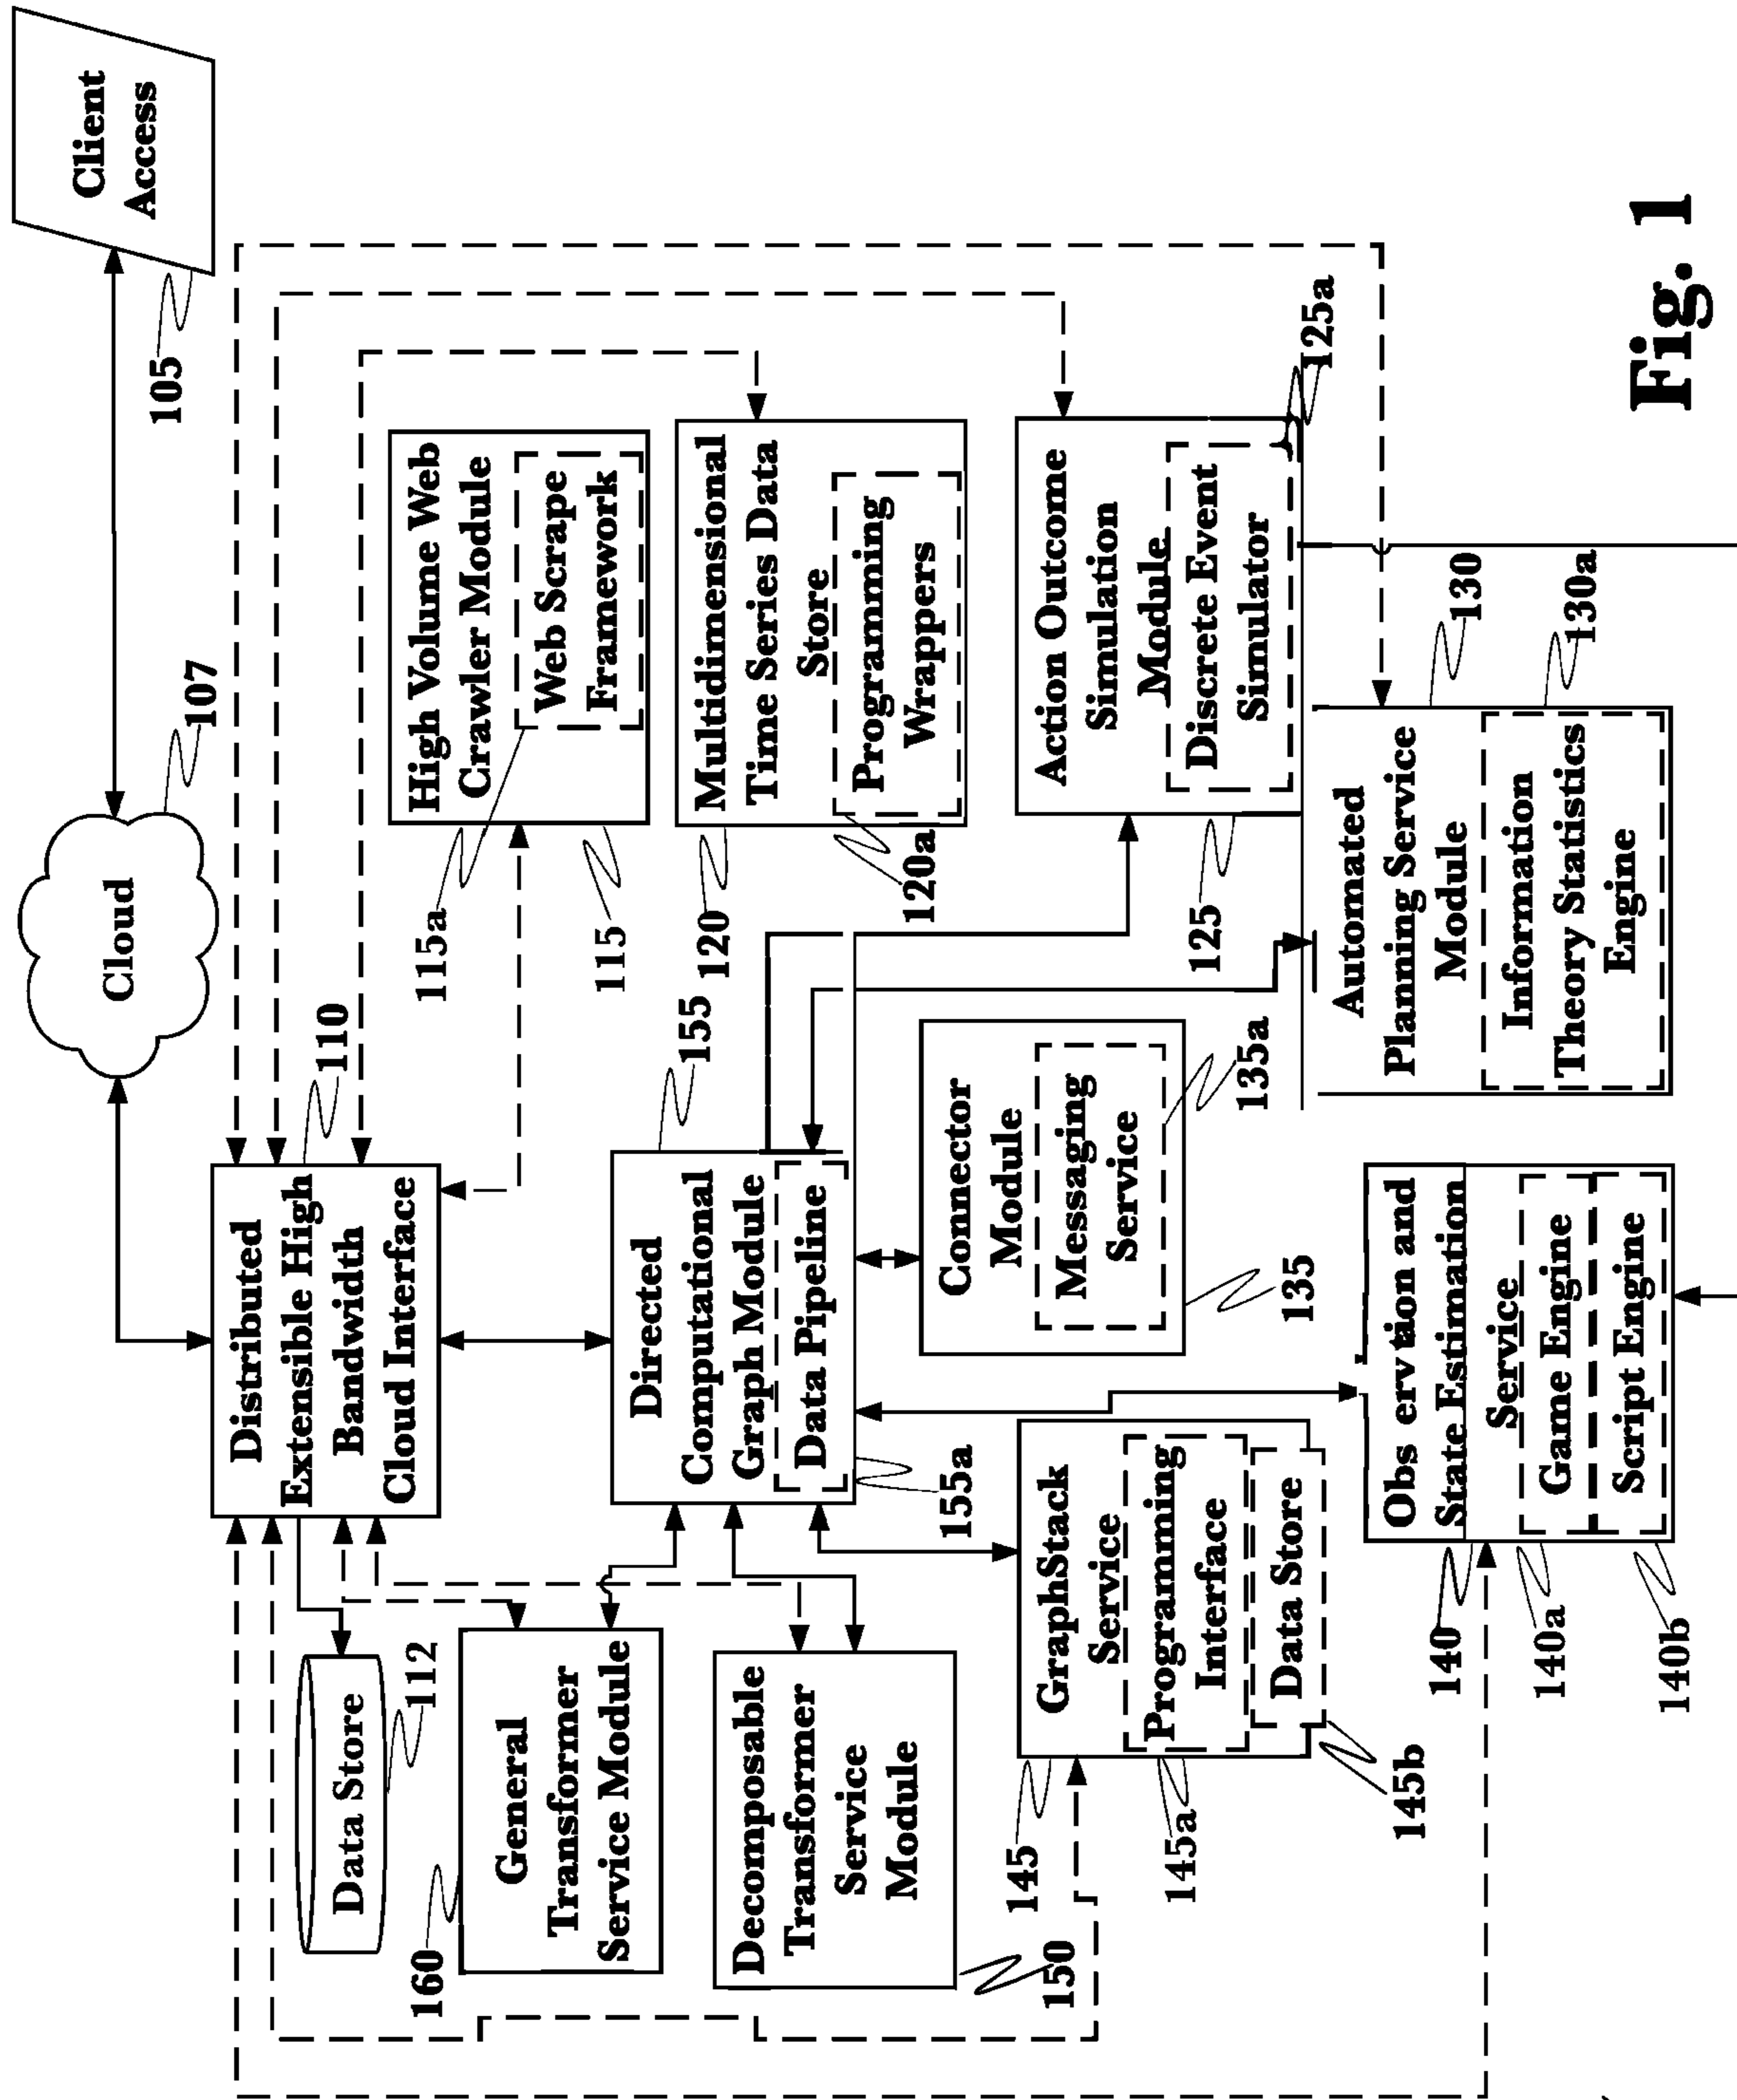 Client
Access
105
Cloud
107
110
Distributed
Extensible High
Bandwidth
Cloud Interface
Data Store
112
High Volume Web
Crawler Module
Web Scrape
Framework
115a
115
General
Transformer
Service Module
160
155
Directed
Computational
Graph Module
Data Pipeline
155a
Multidimensional
Time Series Data
Store
Programming
Wrappers
120
120a
Decomposable
Transformer
Service
Module
150
Connector
Module
Messaging
Service
135a
135
Action Outcome
Simulation
Module
Discrete Event
Simulator
125a
125
GraphStack
Service
Programming
Interface
Data Store
145
145a
145b
Obs ervtion and
State Estimation
Service
Game Engine
Script Engine
140
140a
140b
Automated
Planning Service
Module
Information
Theory Statistics
Engine
130
130a
Fig. 1